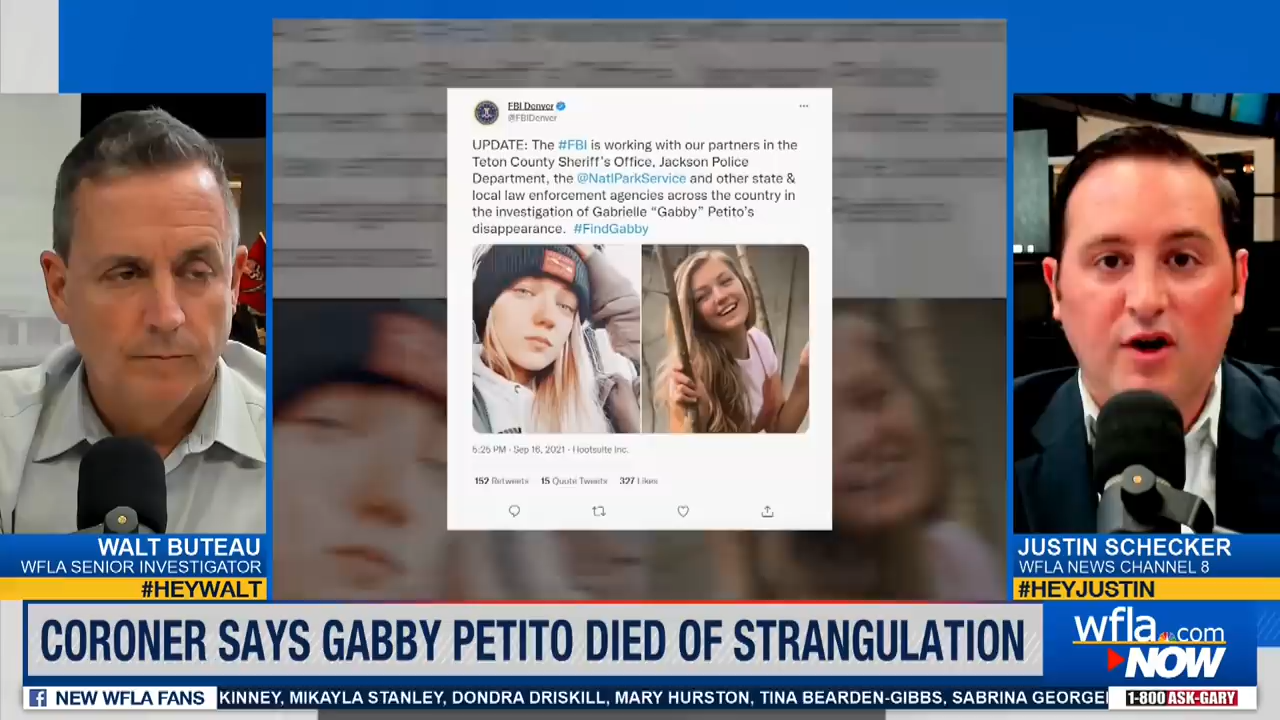 FBI Denver
@FBIDenver
UPDATE: The #FBI is working with our partners in the
Teton County Sheriff's Office, Jackson Police
Department, the @NatlParkService and other state &
local law enforcement agencies across the country in
the investigation of Gabrielle “Gabby” Petito's
disappearance. #FindGabby
5:25 PM · Sep 16, 2021 · Hootsuite Inc.
152 Retweets 15 Quote Tweets 327 Likes
WALT BUTEAU
WFLA SENIOR INVESTIGATOR
#HEYWALT
JUSTIN SCHECKER
WFLA NEWS CHANNEL 8
#HEYJUSTIN
CORONER SAYS GABBY PETITO DIED OF STRANGULATION
wfla.com
NOW
NEW WFLA FANS
KINNEY, MIKAYLA STANLEY, DONDRA DRISKILL, MARY HURSTON, TINA BEARDEN-GIBBS, SABRINA GEORGE
1-800 ASK-GARY